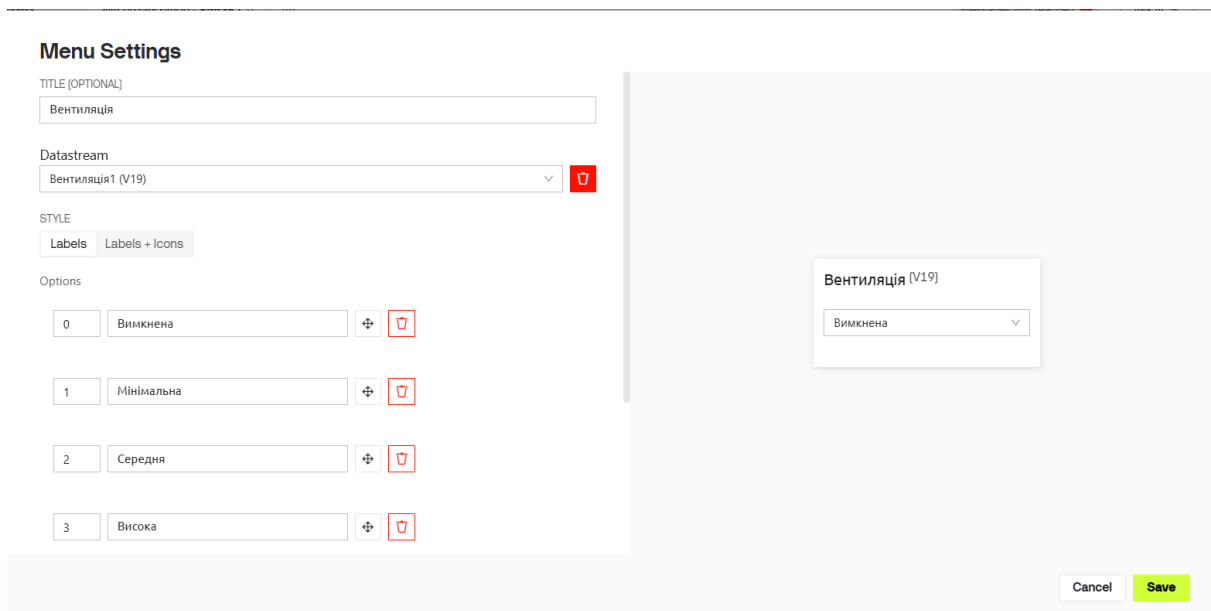 Menu Settings
TITLE (OPTIONAL)
Вентиляція
Datastream
Вентиляція1 (V19)
STYLE
Labels Labels + Icons
Options
0 Вимкнена
1 Мінімальна
2 Середня
3 Висока
Вентиляція (V19)
Вимкнена
Cancel Save